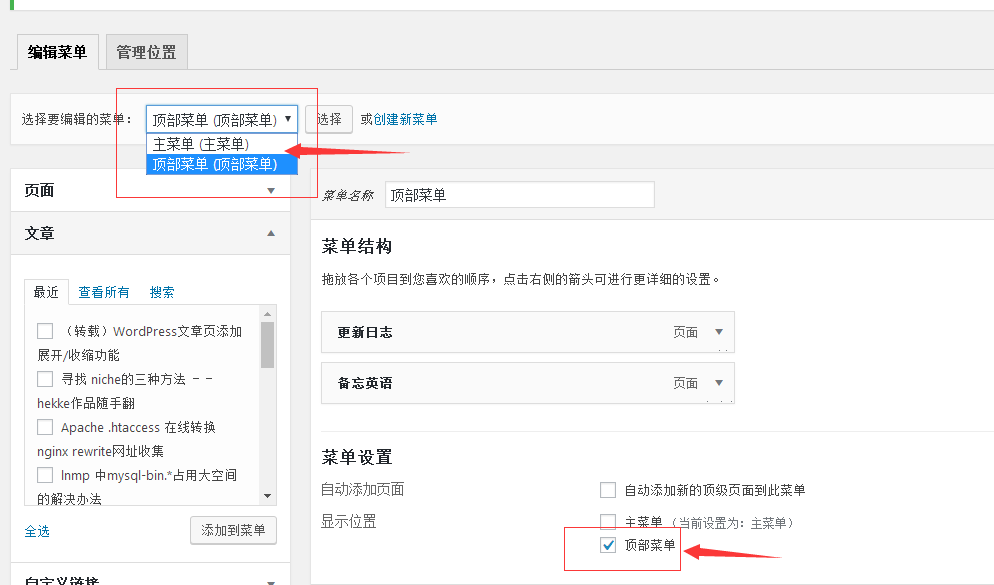 编辑菜单 管理位置
选择要编辑的菜单： 顶部菜单 (顶部菜单) 选择 或创建新菜单
主菜单 (主菜单)
顶部菜单 (顶部菜单)
页面
文章
最近 查看所有 搜索
（转载）WordPress文章页添加
展开/收缩功能
寻找 niche的三种方法 －－
hekke作品随手翻
Apache .htaccess 在线转换
nginx rewrite网址收集
lnmp 中mysql-bin.*占用大空间
的解决办法
全选 添加到菜单
自定义链接
菜单名称 顶部菜单
菜单结构
拖放各个项目到您喜欢的顺序，点击右侧的箭头可进行更详细的设置。
更新日志 页面
备忘英语 页面
菜单设置
自动添加页面 自动添加新的顶级页面到此菜单
显示位置 主菜单 （当前设置为：主菜单）
顶部菜单